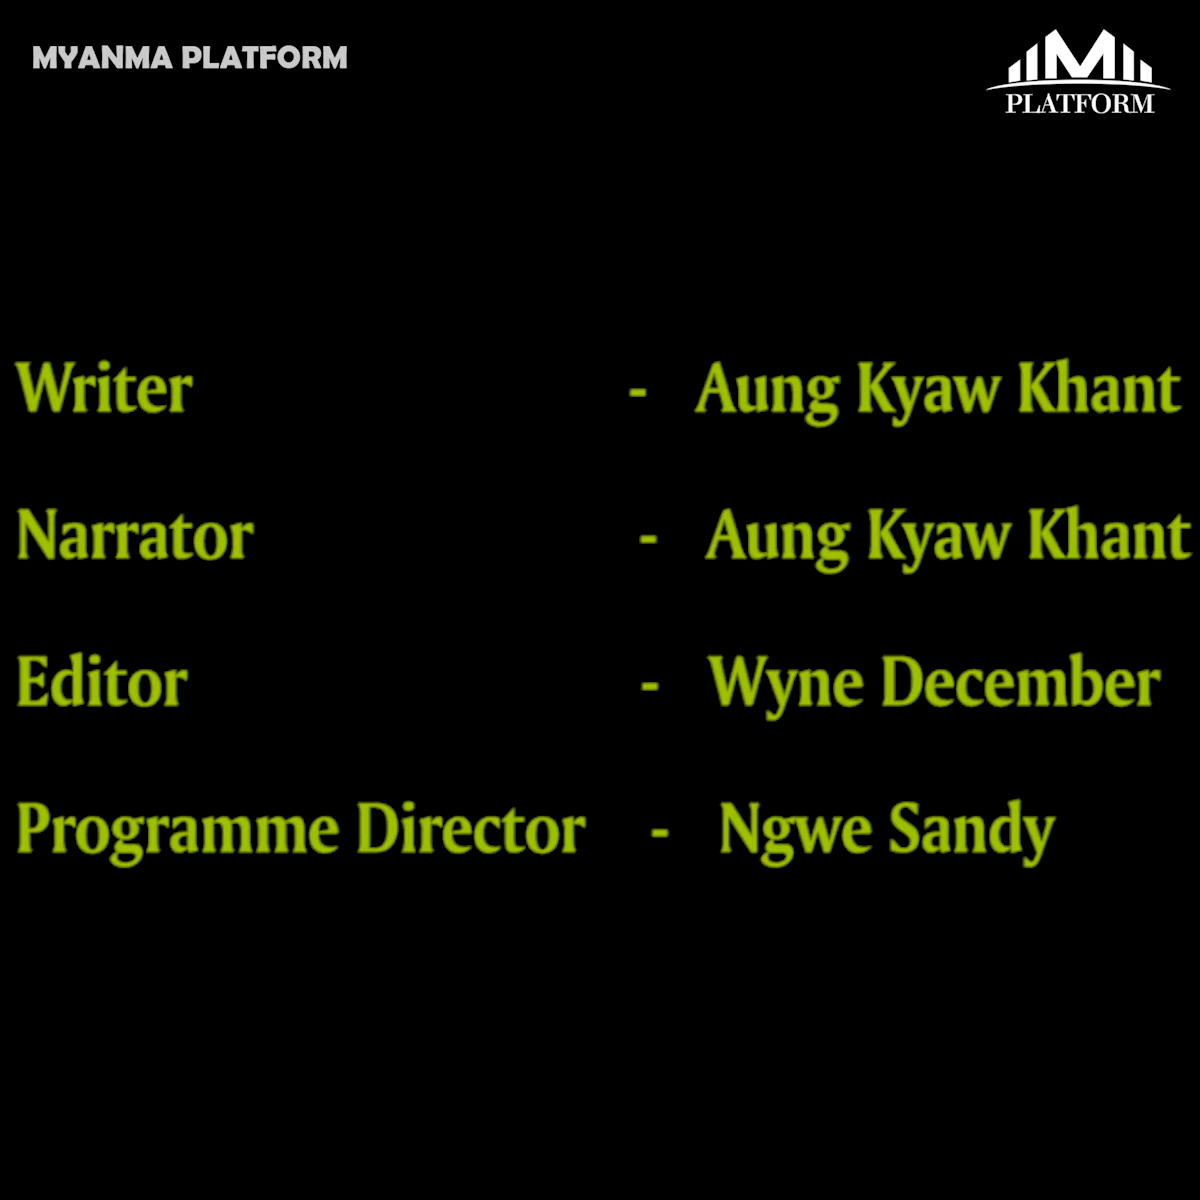 MYANMA PLATFORM
M
PLATFORM
Writer - Aung Kyaw Khant
Narrator - Aung Kyaw Khant
Editor - Wyne December
Programme Director - Ngwe Sandy